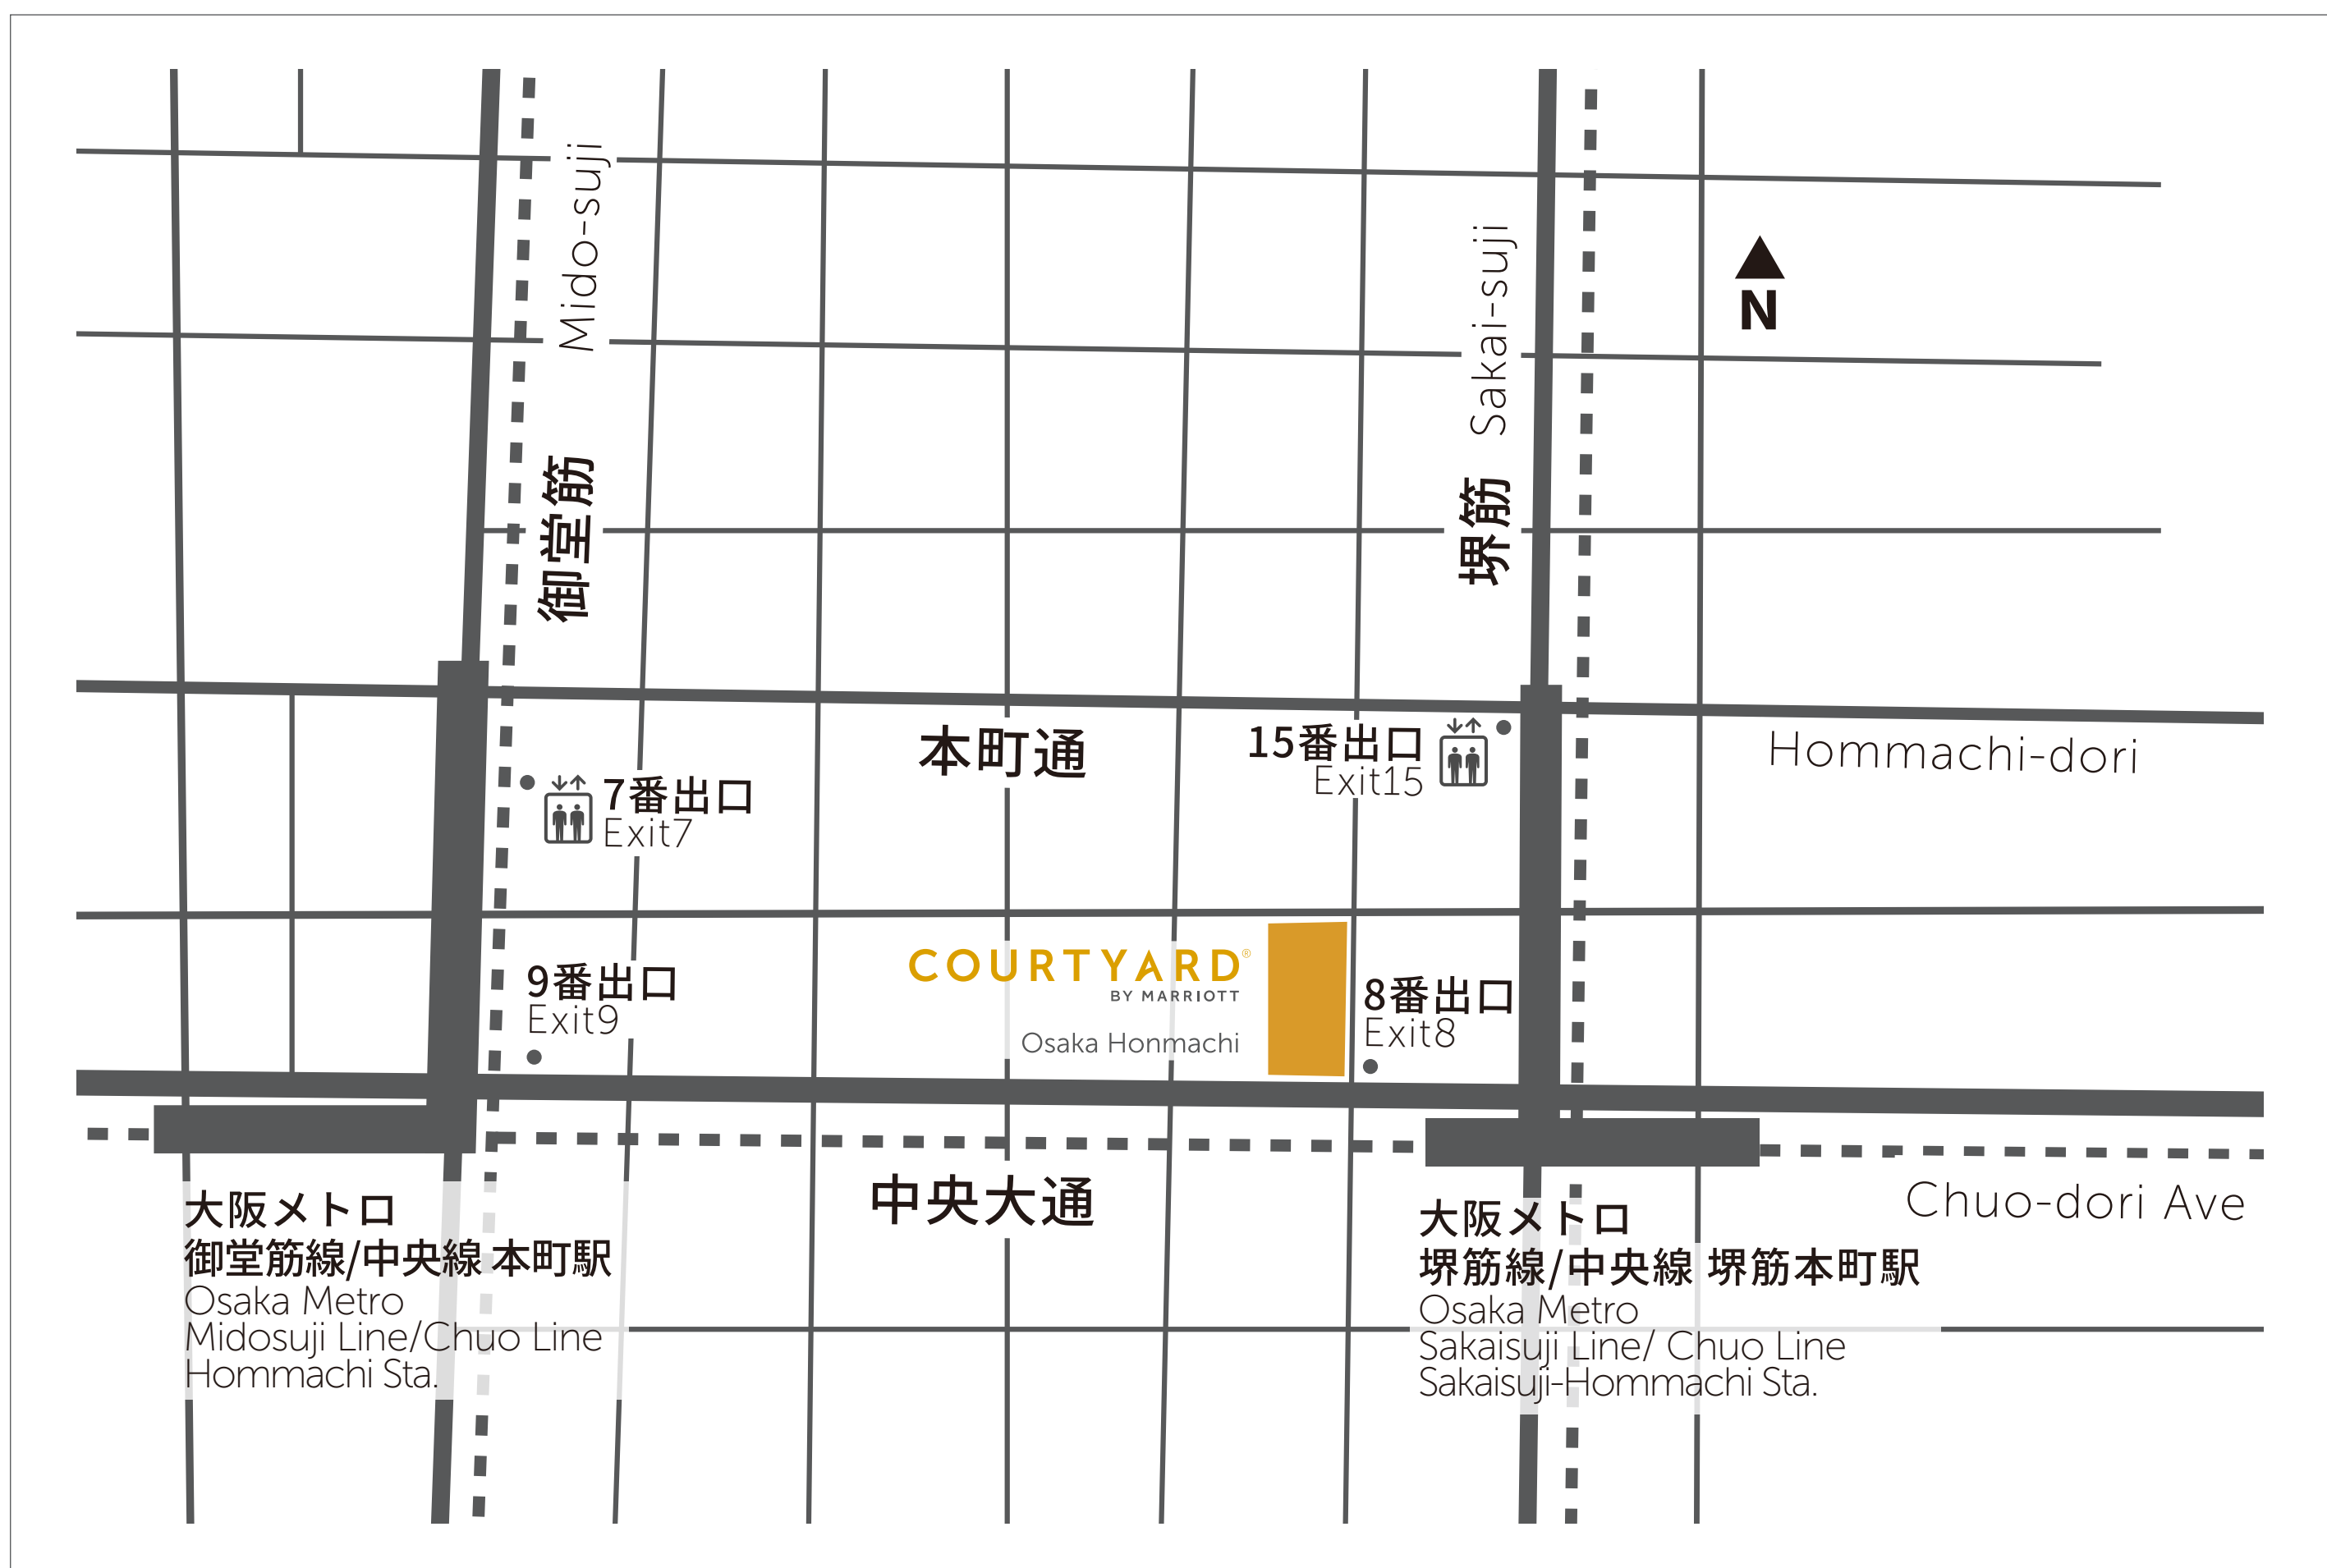 Mido-suji
御堂筋
Sakai-suji
堺筋
N
本町通
15番出口
Exit15
Hommachi-dori
7番出口
Exit7
COURTYARD®
BY MARRIOTT
Osaka Honmachi
9番出口
Exit9
8番出口
Exit8
中央大通
Chuo-dori Ave
大阪メトロ
御堂筋線/中央線 本町駅
Osaka Metro
Midosuji Line/Chuo Line
Hommachi Sta.
大阪メトロ
堺筋線/中央線 堺筋本町駅
Osaka Metro
Sakaisuji Line/ Chuo Line
Sakaisuji-Hommachi Sta.